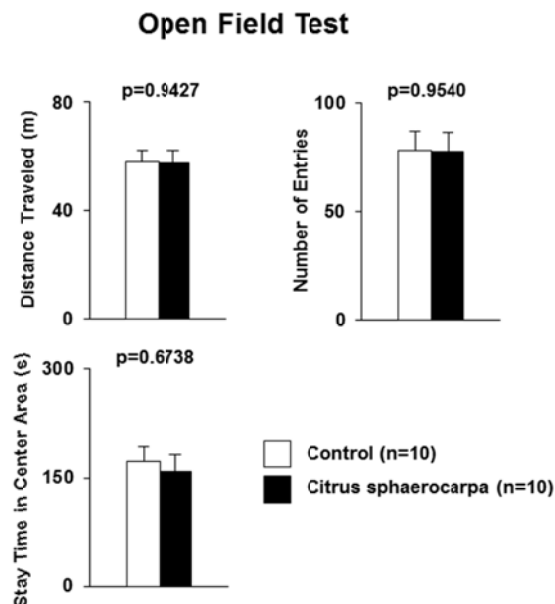 Open Field Test
p=0.9427
Distance Traveled (m)
80
40
0
p=0.9540
Number of Entries
100
50
0
p=0.6738
Stay Time in Center Area (s)
300
150
0
Control (n=10)
Citrus sphaerocarpa (n=10)